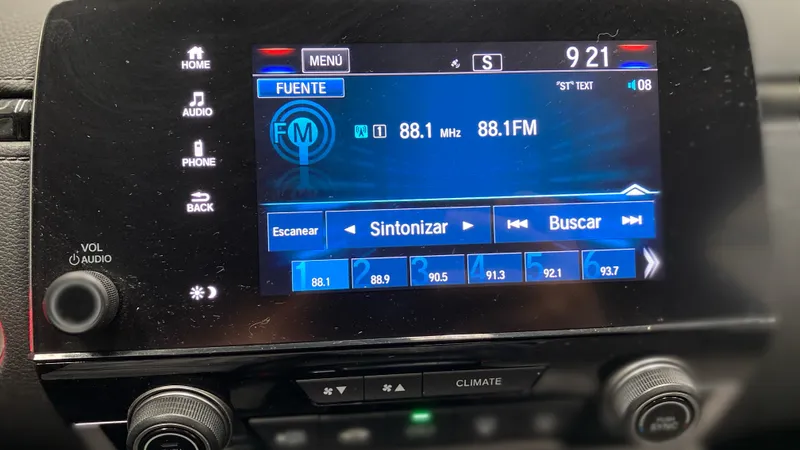 HOME
AUDIO
PHONE
BACK
VOL
AUDIO
MENÚ
S
9 21
FUENTE
"ST" TEXT
08
FM
1
88.1 MHz
88.1FM
Escanear
Sintonizar
Buscar
1 88.1
2 88.9
3 90.5
4 91.3
5 92.1
6 93.7
CLIMATE
SYNC